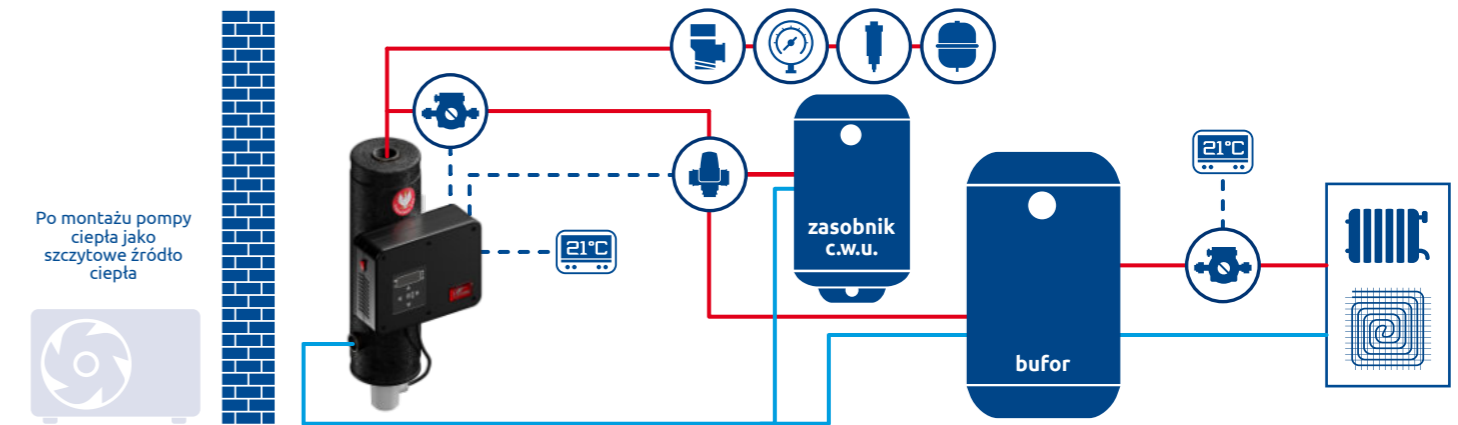 Po montażu pompy
ciepła jako
szczytowe źródło
ciepła
21°C
zasobnik
c.w.u.
bufor
21°C